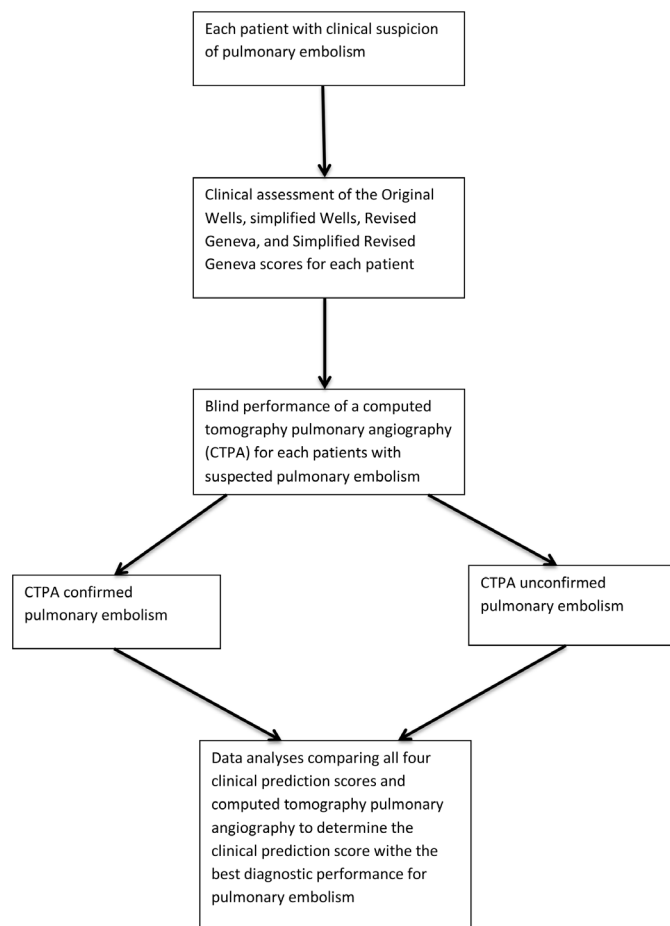 Each patient with clinical suspicion
of pulmonary embolism
Clinical assessment of the Original
Wells, simplified Wells, Revised
Geneva, and Simplified Revised
Geneva scores for each patient
Blind performance of a computed
tomography pulmonary angiography
(CTPA) for each patients with
suspected pulmonary embolism
CTPA confirmed
pulmonary embolism
CTPA unconfirmed
pulmonary embolism
Data analyses comparing all four
clinical prediction scores and
computed tomography pulmonary
angiography to determine the
clinical prediction score withe the
best diagnostic performance for
pulmonary embolism